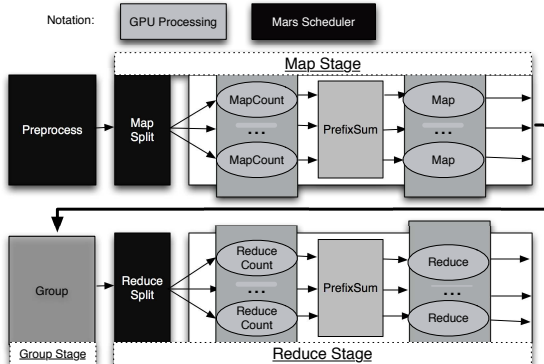 Notation:
GPU Processing
Mars Scheduler
Map Stage
Preprocess
Map
Split
MapCount
...
MapCount
PrefixSum
Map
...
Map
Group
Group Stage
Reduce
Split
Reduce
Count
...
Reduce
Count
PrefixSum
Reduce
...
Reduce
Reduce Stage